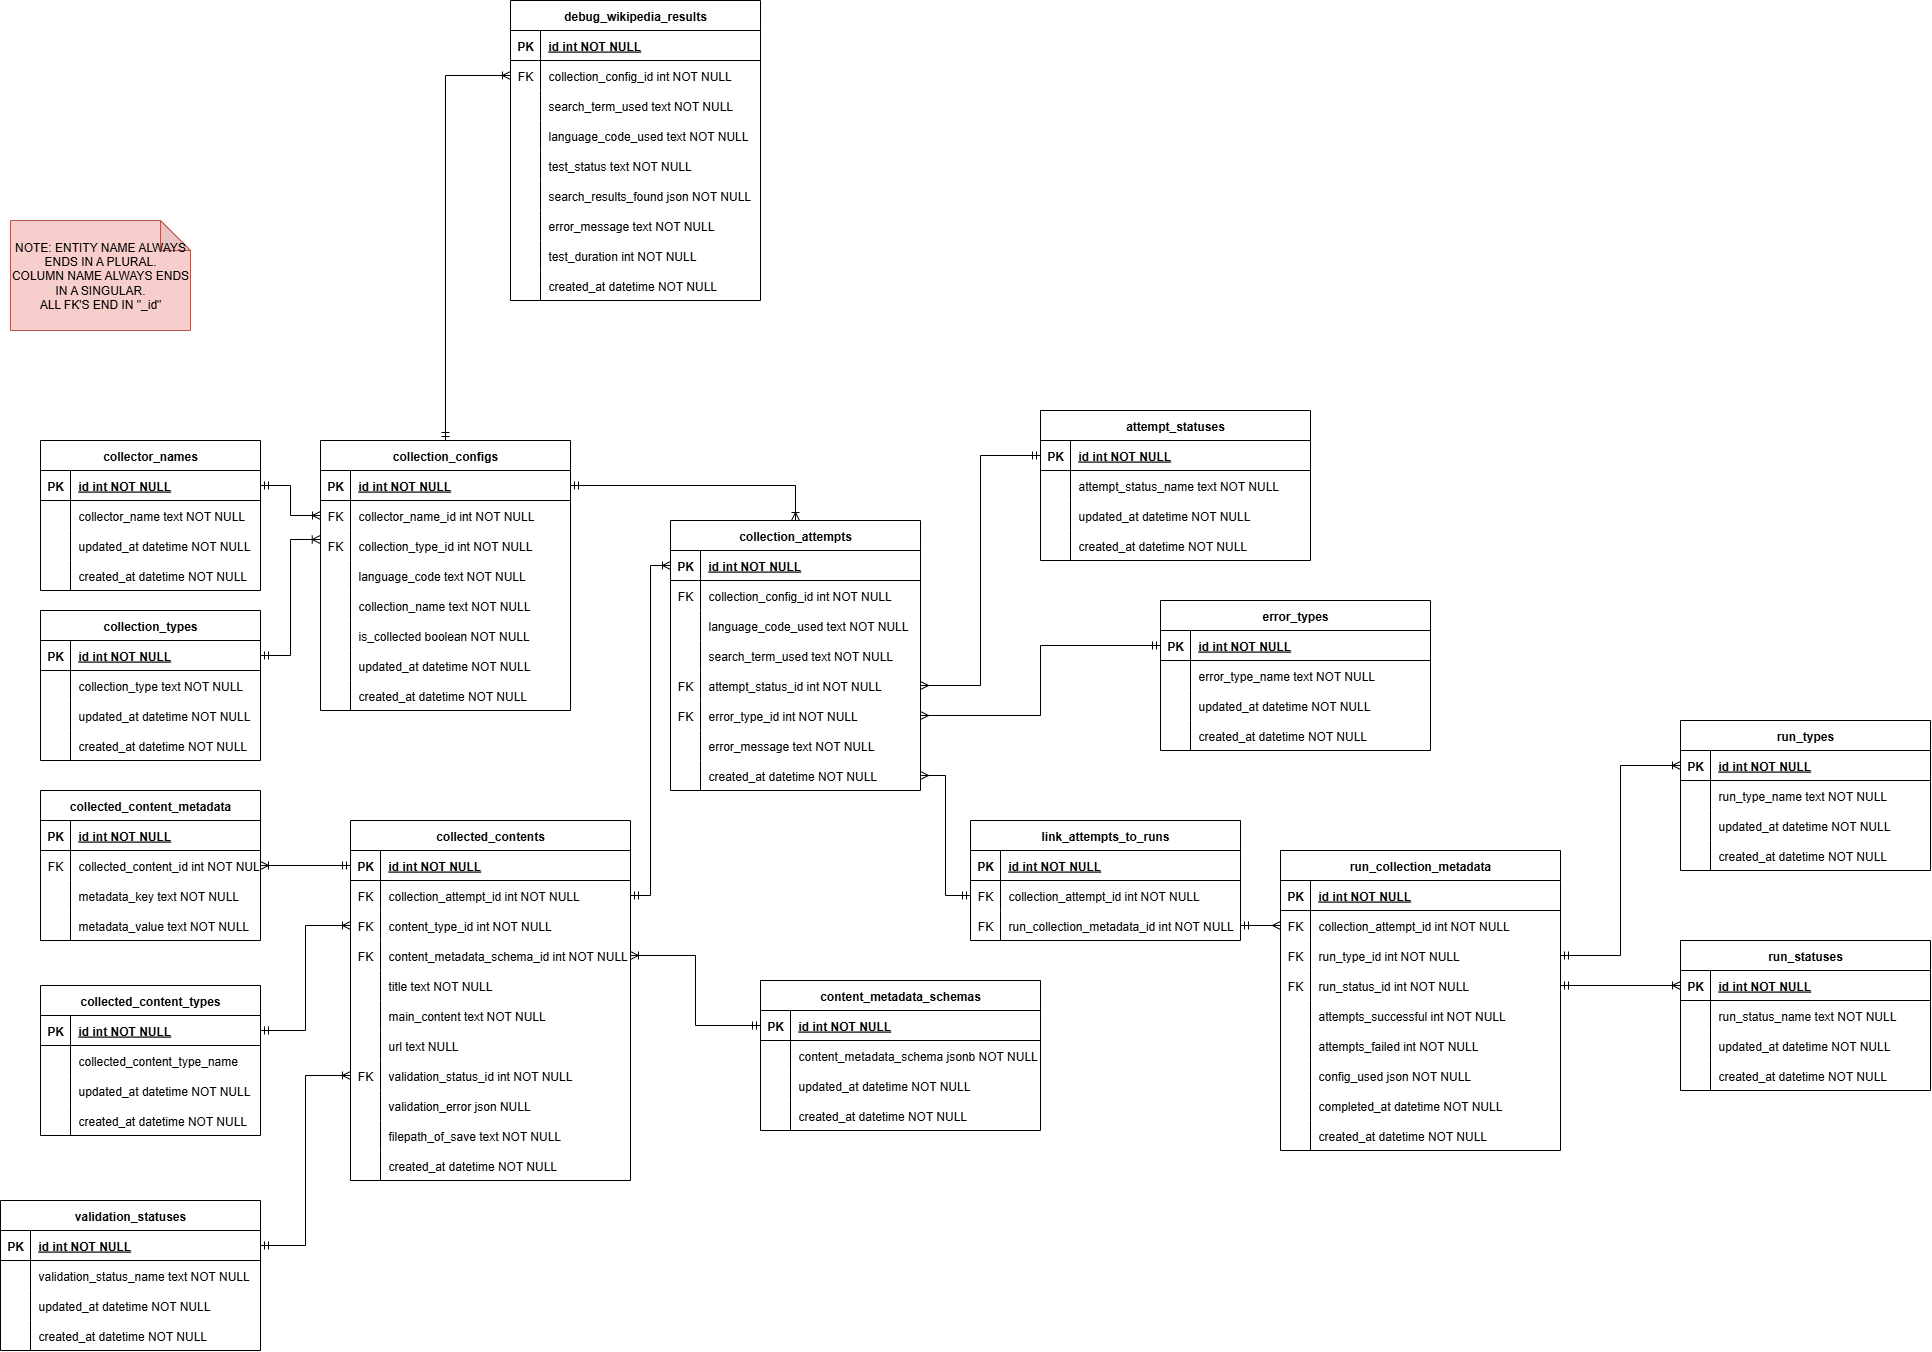 debug_wikipedia_results
PK id int NOT NULL
FK collection_config_id int NOT NULL
search_term_used text NOT NULL
language_code_used text NOT NULL
test_status text NOT NULL
search_results_found json NOT NULL
error_message text NOT NULL
test_duration int NOT NULL
created_at datetime NOT NULL
NOTE: ENTITY NAME ALWAYS
ENDS IN A PLURAL.
COLUMN NAME ALWAYS ENDS
IN A SINGULAR.
ALL FK'S END IN "_id"
collector_names
PK id int NOT NULL
collector_name text NOT NULL
updated_at datetime NOT NULL
created_at datetime NOT NULL
collection_types
PK id int NOT NULL
collection_type text NOT NULL
updated_at datetime NOT NULL
created_at datetime NOT NULL
collection_configs
PK id int NOT NULL
FK collector_name_id int NOT NULL
FK collection_type_id int NOT NULL
language_code text NOT NULL
collection_name text NOT NULL
is_collected boolean NOT NULL
updated_at datetime NOT NULL
created_at datetime NOT NULL
collection_attempts
PK id int NOT NULL
FK collection_config_id int NOT NULL
language_code_used text NOT NULL
search_term_used text NOT NULL
FK attempt_status_id int NOT NULL
FK error_type_id int NOT NULL
error_message text NOT NULL
created_at datetime NOT NULL
attempt_statuses
PK id int NOT NULL
attempt_status_name text NOT NULL
updated_at datetime NOT NULL
created_at datetime NOT NULL
error_types
PK id int NOT NULL
error_type_name text NOT NULL
updated_at datetime NOT NULL
created_at datetime NOT NULL
run_types
PK id int NOT NULL
run_type_name text NOT NULL
updated_at datetime NOT NULL
created_at datetime NOT NULL
collected_content_metadata
PK id int NOT NULL
FK collected_content_id int NOT NUL
metadata_key text NOT NULL
metadata_value text NOT NULL
collected_contents
PK id int NOT NULL
FK collection_attempt_id int NOT NULL
FK content_type_id int NOT NULL
FK content_metadata_schema_id int NOT NULL
title text NOT NULL
main_content text NOT NULL
url text NULL
FK validation_status_id int NOT NULL
validation_error json NULL
filepath_of_save text NOT NULL
created_at datetime NOT NULL
link_attempts_to_runs
PK id int NOT NULL
FK collection_attempt_id int NOT NULL
FK run_collection_metadata_id int NOT NULL
run_collection_metadata
PK id int NOT NULL
FK collection_attempt_id int NOT NULL
FK run_type_id int NOT NULL
FK run_status_id int NOT NULL
attempts_successful int NOT NULL
attempts_failed int NOT NULL
config_used json NOT NULL
completed_at datetime NOT NULL
created_at datetime NOT NULL
run_statuses
PK id int NOT NULL
run_status_name text NOT NULL
updated_at datetime NOT NULL
created_at datetime NOT NULL
collected_content_types
PK id int NOT NULL
collected_content_type_name
updated_at datetime NOT NULL
created_at datetime NOT NULL
content_metadata_schemas
PK id int NOT NULL
content_metadata_schema jsonb NOT NULL
updated_at datetime NOT NULL
created_at datetime NOT NULL
validation_statuses
PK id int NOT NULL
validation_status_name text NOT NULL
updated_at datetime NOT NULL
created_at datetime NOT NULL